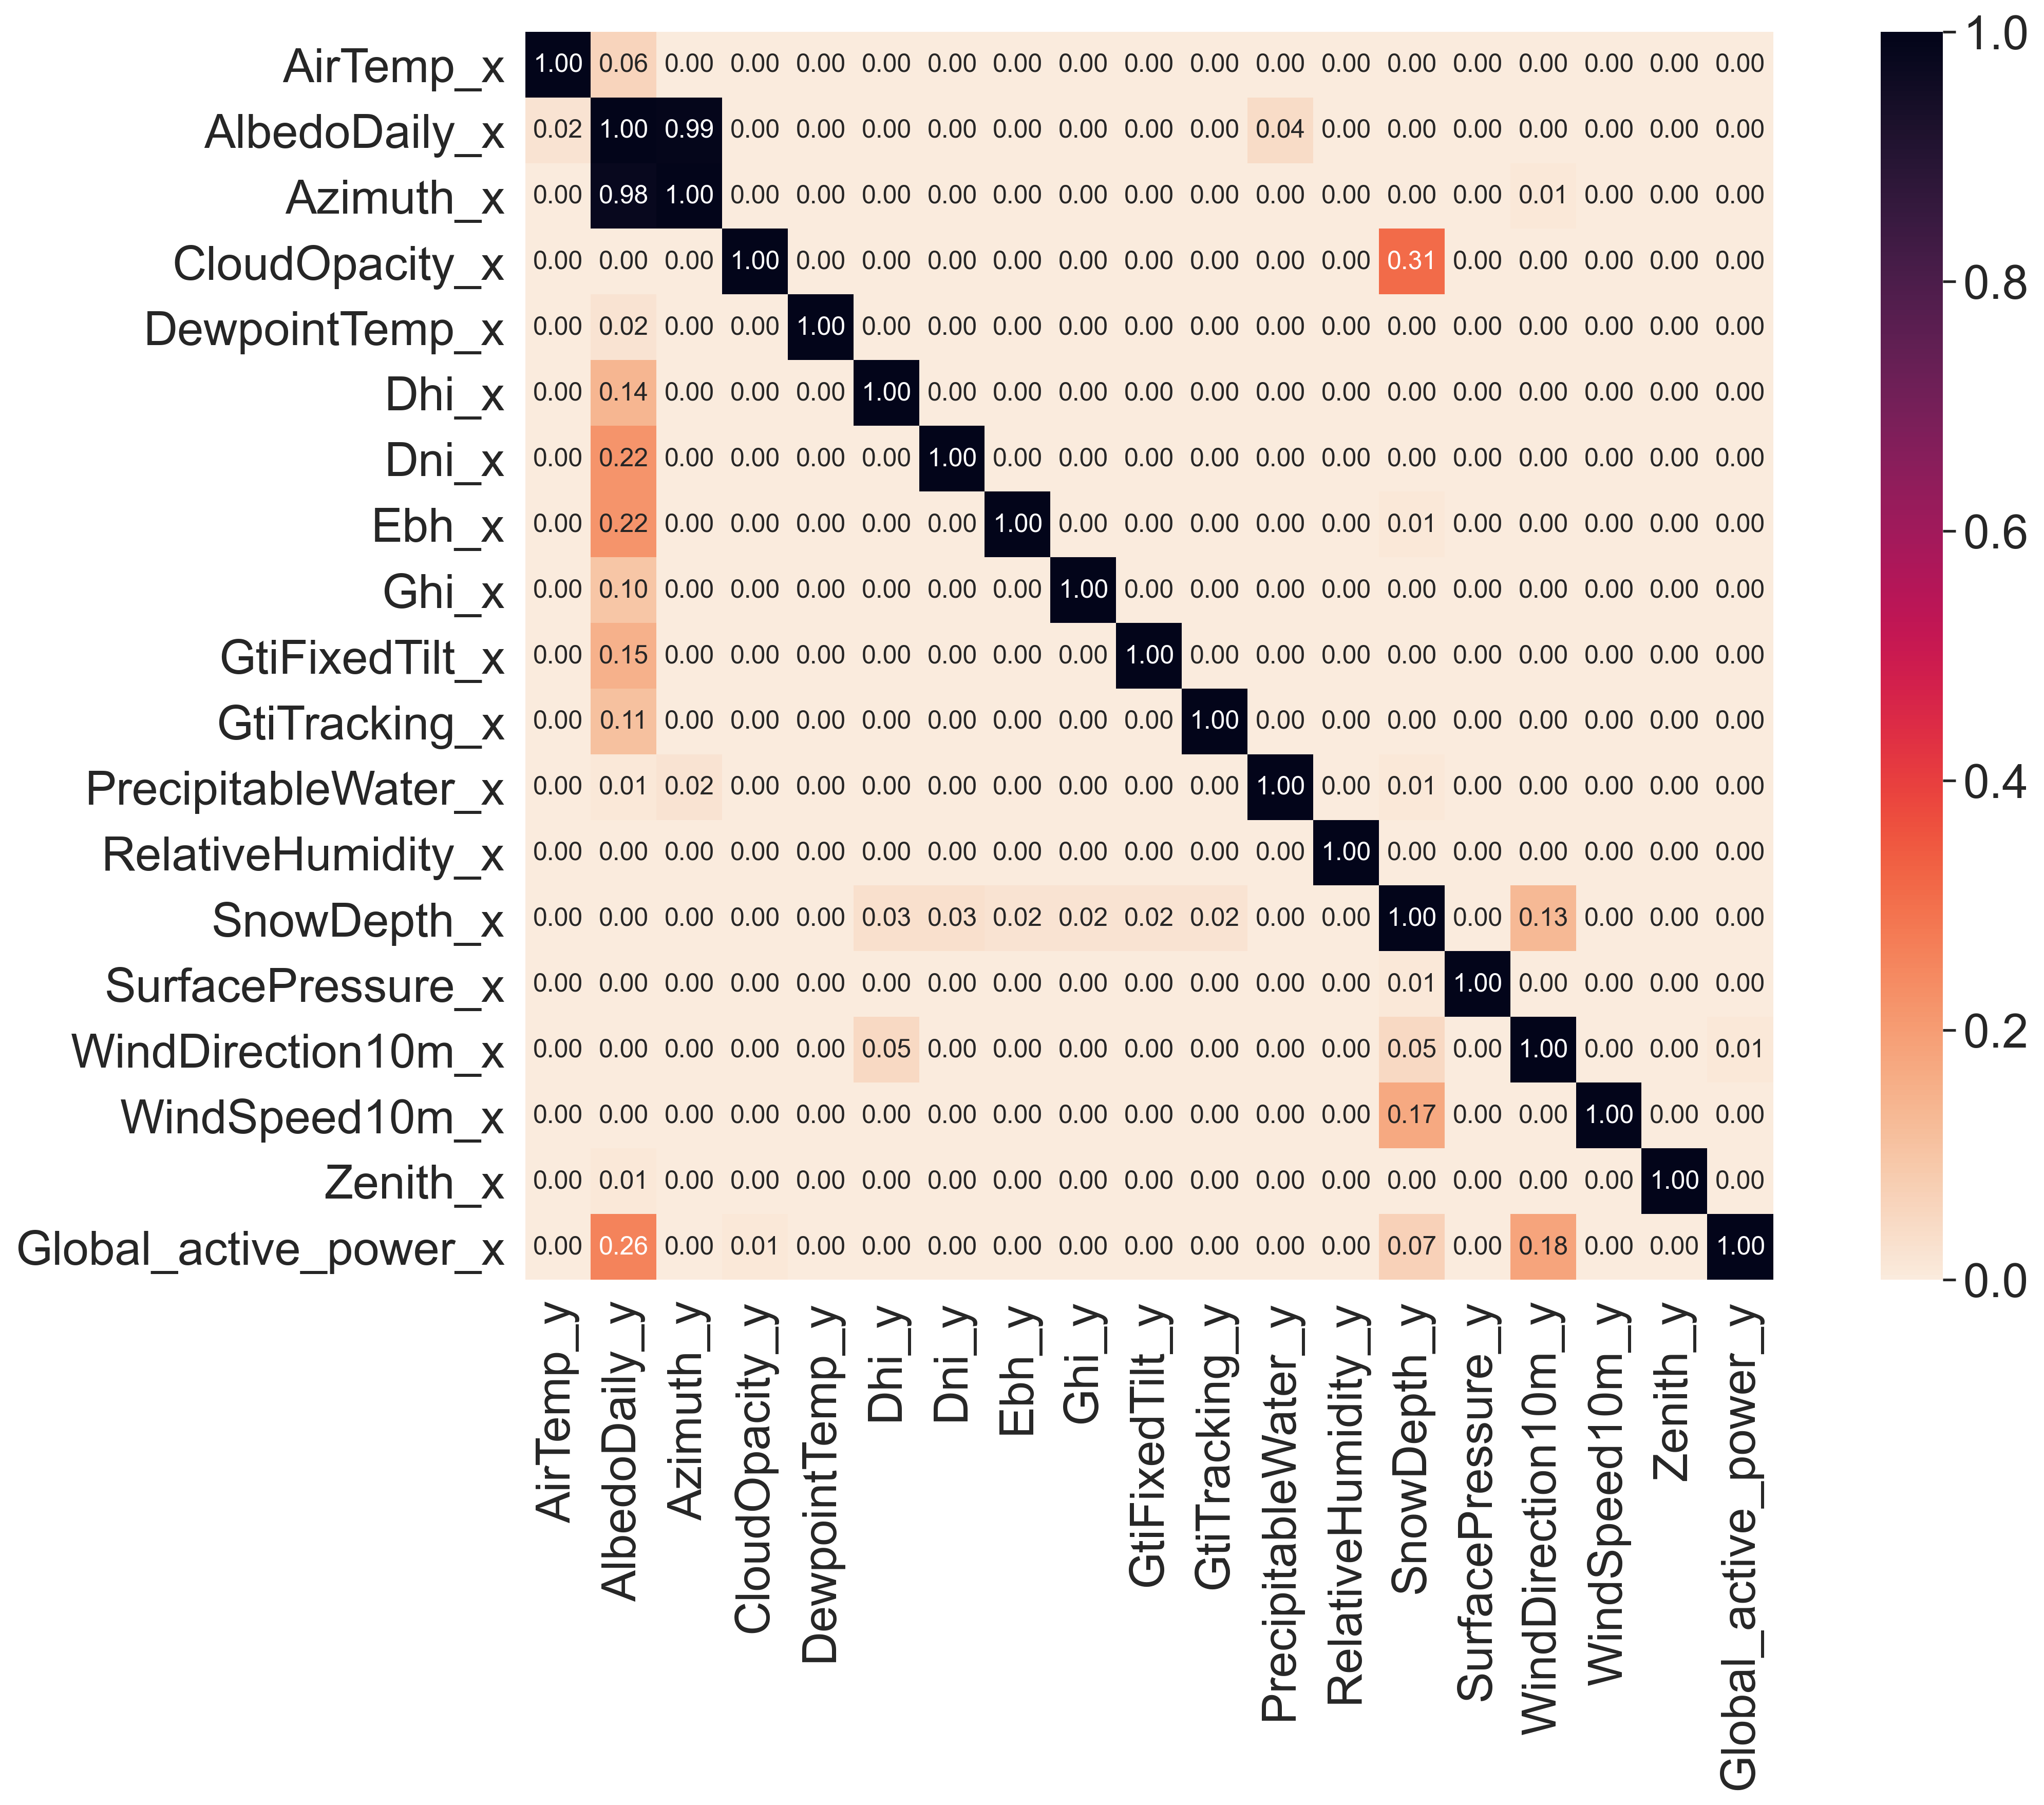 AirTemp_x 1.00 0.06 0.00 0.00 0.00 0.00 0.00 0.00 0.00 0.00 0.00 0.00 0.00 0.00 0.00 0.00 0.00 0.00 0.00 1.0
AlbedoDaily_x 0.02 1.00 0.99 0.00 0.00 0.00 0.00 0.00 0.00 0.00 0.00 0.04 0.00 0.00 0.00 0.00 0.00 0.00 0.00
Azimuth_x 0.00 0.98 1.00 0.00 0.00 0.00 0.00 0.00 0.00 0.00 0.00 0.00 0.00 0.00 0.00 0.01 0.00 0.00 0.00
CloudOpacity_x 0.00 0.00 0.00 1.00 0.00 0.00 0.00 0.00 0.00 0.00 0.00 0.00 0.00 0.31 0.00 0.00 0.00 0.00 0.00 0.8
DewpointTemp_x 0.00 0.02 0.00 0.00 1.00 0.00 0.00 0.00 0.00 0.00 0.00 0.00 0.00 0.00 0.00 0.00 0.00 0.00 0.00
Dhi_x 0.00 0.14 0.00 0.00 0.00 1.00 0.00 0.00 0.00 0.00 0.00 0.00 0.00 0.00 0.00 0.00 0.00 0.00 0.00
Dni_x 0.00 0.22 0.00 0.00 0.00 0.00 1.00 0.00 0.00 0.00 0.00 0.00 0.00 0.00 0.00 0.00 0.00 0.00 0.00
Ebh_x 0.00 0.22 0.00 0.00 0.00 0.00 0.00 1.00 0.00 0.00 0.00 0.00 0.00 0.01 0.00 0.00 0.00 0.00 0.00 0.6
Ghi_x 0.00 0.10 0.00 0.00 0.00 0.00 0.00 0.00 1.00 0.00 0.00 0.00 0.00 0.00 0.00 0.00 0.00 0.00 0.00
GtiFixedTilt_x 0.00 0.15 0.00 0.00 0.00 0.00 0.00 0.00 0.00 1.00 0.00 0.00 0.00 0.00 0.00 0.00 0.00 0.00 0.00
GtiTracking_x 0.00 0.11 0.00 0.00 0.00 0.00 0.00 0.00 0.00 0.00 1.00 0.00 0.00 0.00 0.00 0.00 0.00 0.00 0.00
PrecipitableWater_x 0.00 0.01 0.02 0.00 0.00 0.00 0.00 0.00 0.00 0.00 0.00 1.00 0.00 0.01 0.00 0.00 0.00 0.00 0.00 0.4
RelativeHumidity_x 0.00 0.00 0.00 0.00 0.00 0.00 0.00 0.00 0.00 0.00 0.00 0.00 1.00 0.00 0.00 0.00 0.00 0.00 0.00
SnowDepth_x 0.00 0.00 0.00 0.00 0.00 0.03 0.03 0.02 0.02 0.02 0.02 0.00 0.00 1.00 0.00 0.13 0.00 0.00 0.00
SurfacePressure_x 0.00 0.00 0.00 0.00 0.00 0.00 0.00 0.00 0.00 0.00 0.00 0.00 0.00 0.01 1.00 0.00 0.00 0.00 0.00
WindDirection10m_x 0.00 0.00 0.00 0.00 0.00 0.05 0.00 0.00 0.00 0.00 0.00 0.00 0.00 0.05 0.00 1.00 0.00 0.00 0.01 0.2
WindSpeed10m_x 0.00 0.00 0.00 0.00 0.00 0.00 0.00 0.00 0.00 0.00 0.00 0.00 0.00 0.17 0.00 0.00 1.00 0.00 0.00
Zenith_x 0.00 0.01 0.00 0.00 0.00 0.00 0.00 0.00 0.00 0.00 0.00 0.00 0.00 0.00 0.00 0.00 0.00 1.00 0.00
Global_active_power_x 0.00 0.26 0.00 0.01 0.00 0.00 0.00 0.00 0.00 0.00 0.00 0.00 0.00 0.07 0.00 0.18 0.00 0.00 1.00 0.0
AirTemp_y
AlbedoDaily_y
Azimuth_y
CloudOpacity_y
DewpointTemp_y
Dhi_y
Dni_y
Ebh_y
Ghi_y
GtiFixedTilt_y
GtiTracking_y
PrecipitableWater_y
RelativeHumidity_y
SnowDepth_y
SurfacePressure_y
WindDirection10m_y
WindSpeed10m_y
Zenith_y
Global_active_power_y